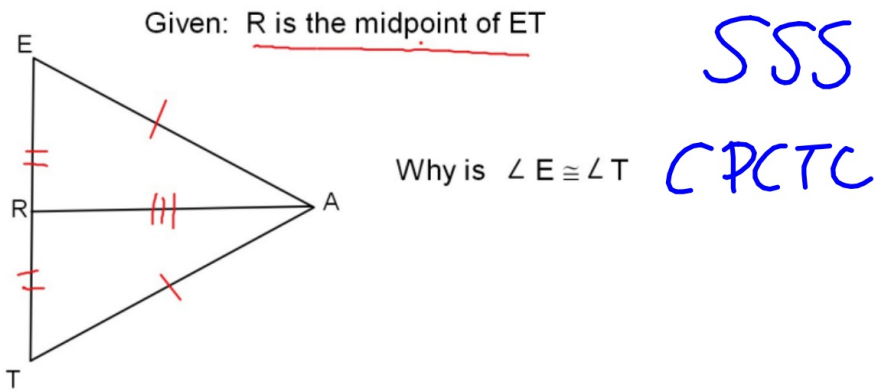 Given: R is the midpoint of ET
SSS
E
Why is ∠E ≅ ∠T
CPCTC
R
A
T